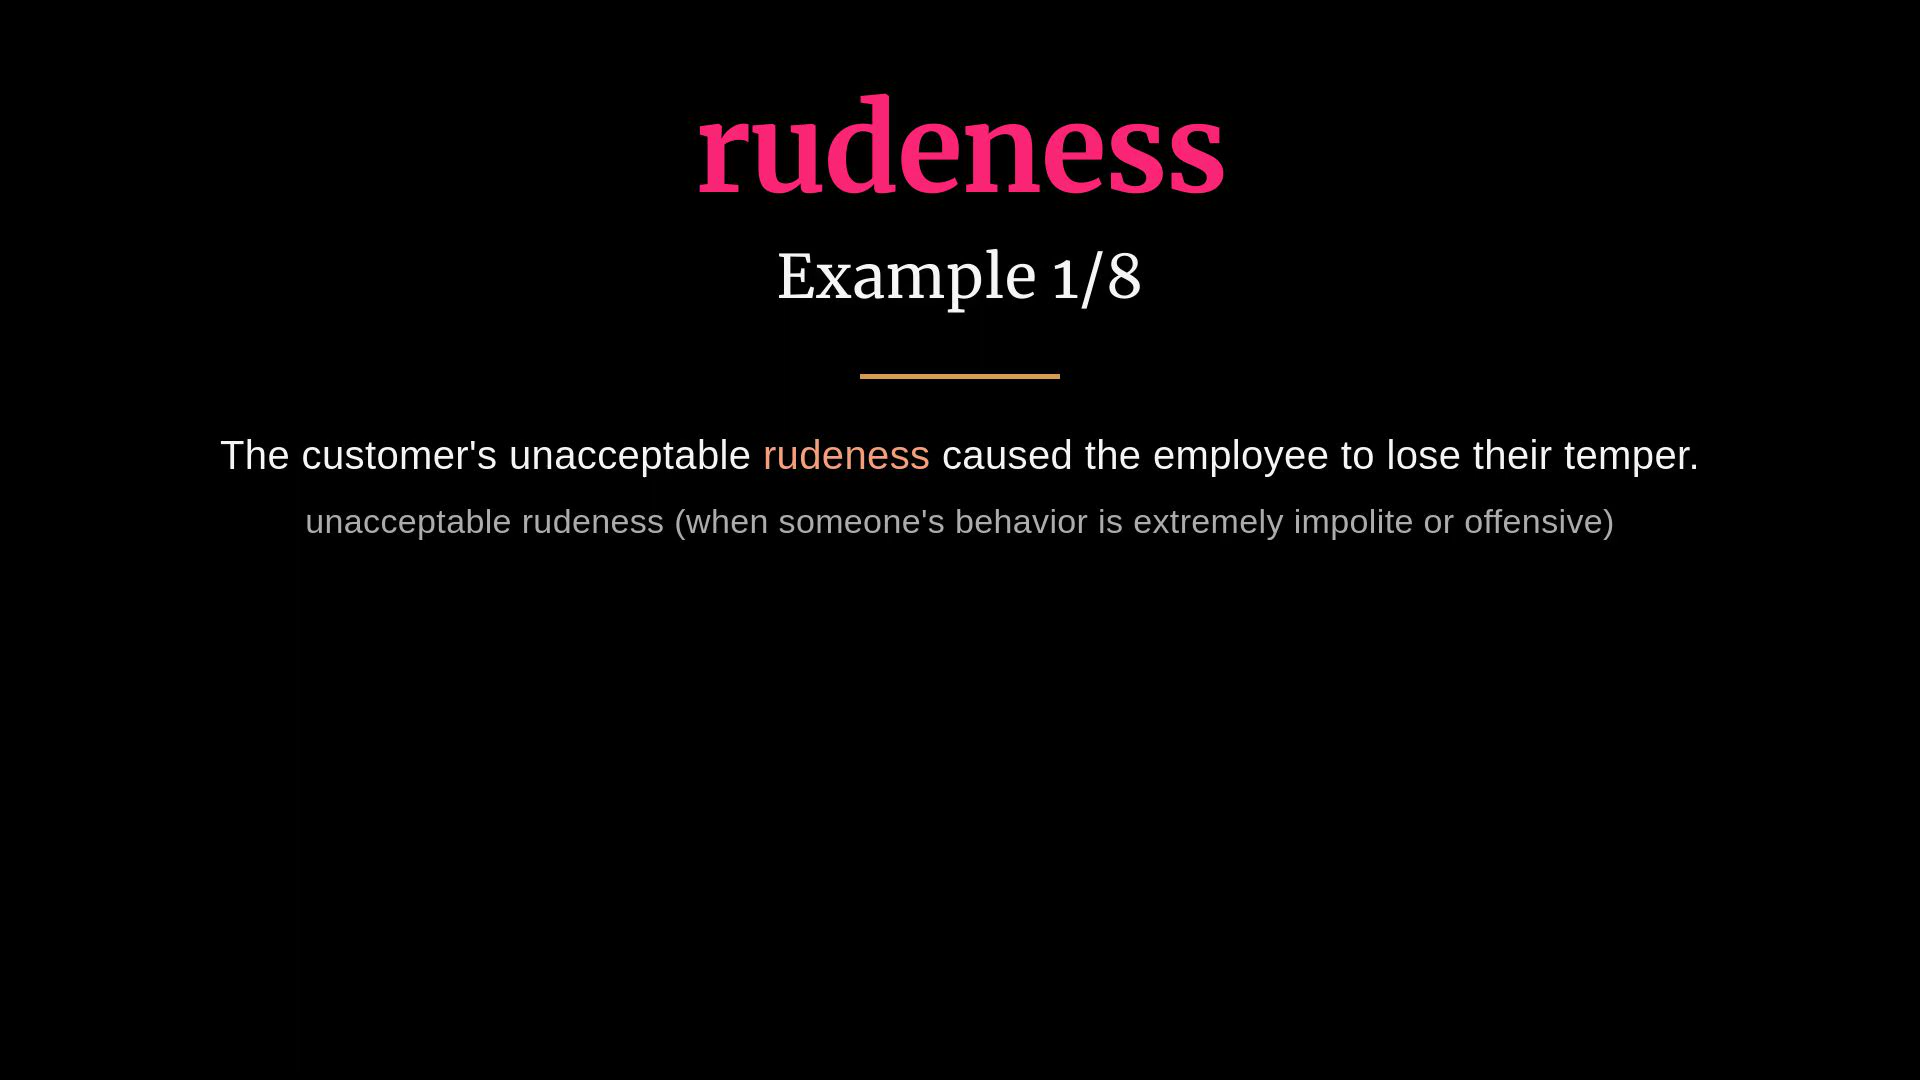 rudeness
Example 1/8
The customer's unacceptable rudeness caused the employee to lose their temper.
unacceptable rudeness (when someone's behavior is extremely impolite or offensive)